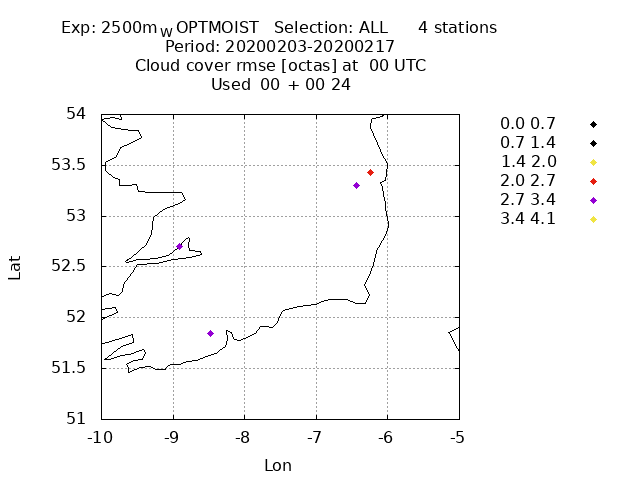 Exp: 2500m_W OPTMOIST Selection: ALL 4 stations
Period: 20200203-20200217
Cloud cover rmse [octas] at 00 UTC
Used 00 + 00 24
54
53.5
53
52.5
52
51.5
51
Lat
-10 -9 -8 -7 -6 -5
Lon
0.0 0.7
0.7 1.4
1.4 2.0
2.0 2.7
2.7 3.4
3.4 4.1